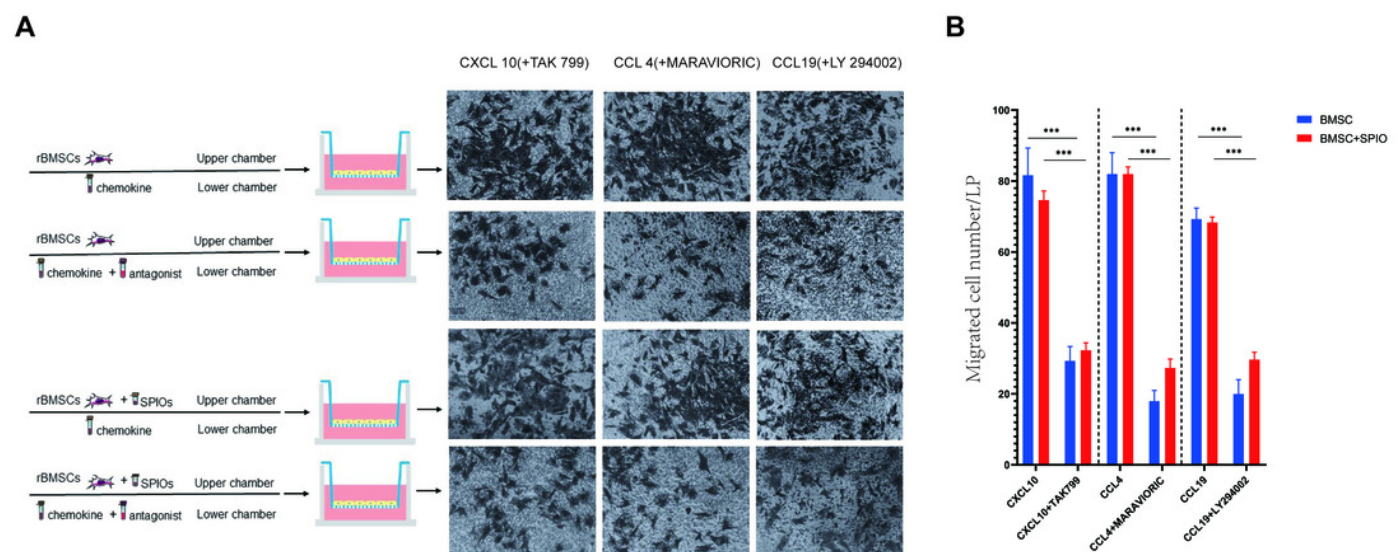 A
CXCL 10(+TAK 799)
CCL 4(+MARAVIORIC)
CCL19(+LY 294002)
rBMSCs
Upper chamber
chemokine
Lower chamber
rBMSCs
Upper chamber
chemokine + antagonist
Lower chamber
rBMSCs + SPIOs
Upper chamber
chemokine
Lower chamber
rBMSCs + SPIOs
Upper chamber
chemokine + antagonist
Lower chamber
B
BMSC
BMSC+SPIO
Migrated cell number/LP
100
80
60
40
20
0
***
***
***
***
***
***
CXCL10
CXCL10+TAK799
CCL4
CCL4+MARAVIORIC
CCL19
CCL19+LY294002